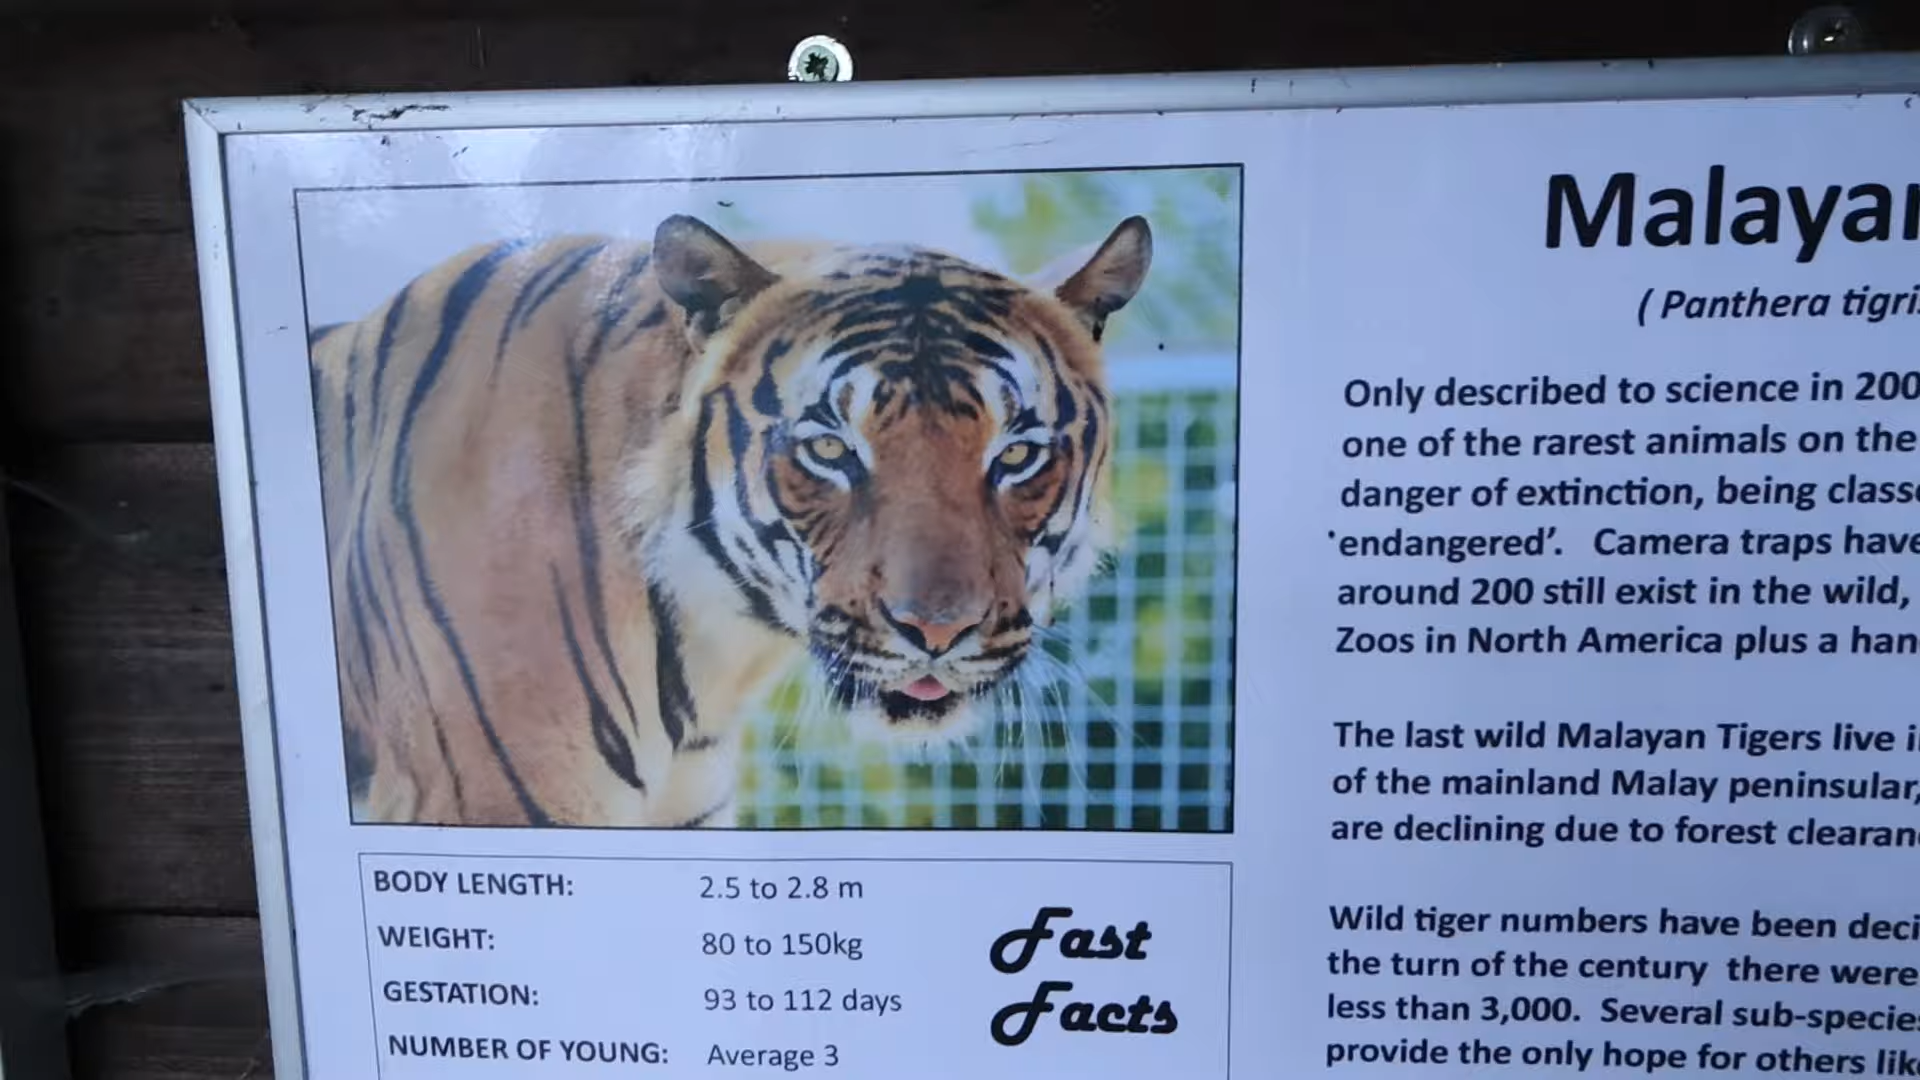 Malayan
( Panthera tigris
Only described to science in 200
one of the rarest animals on the
danger of extinction, being classe
'endangered'. Camera traps have
around 200 still exist in the wild,
Zoos in North America plus a han
The last wild Malayan Tigers live i
of the mainland Malay peninsular,
are declining due to forest clearan
Wild tiger numbers have been deci
the turn of the century there were
less than 3,000. Several sub-species
provide the only hope for others lik
BODY LENGTH: 2.5 to 2.8 m
WEIGHT: 80 to 150kg
GESTATION: 93 to 112 days
NUMBER OF YOUNG: Average 3
Fast
Facts